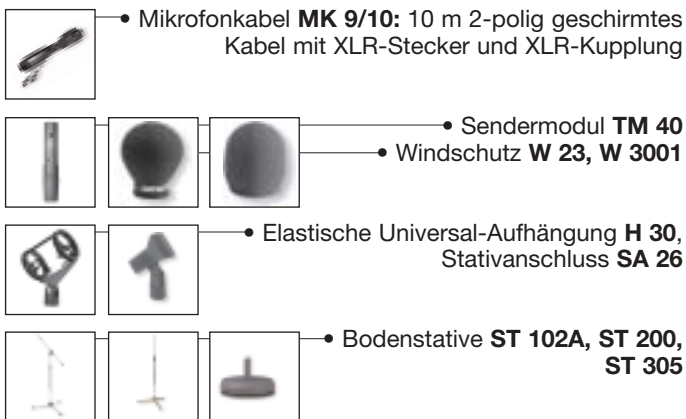 • Mikrofonkabel MK 9/10: 10 m 2-polig geschirmtes
Kabel mit XLR-Stecker und XLR-Kupplung
• Sendermodul TM 40
• Windschutz W 23, W 3001
• Elastische Universal-Aufhängung H 30,
Stativanschluss SA 26
• Bodenstative ST 102A, ST 200,
ST 305